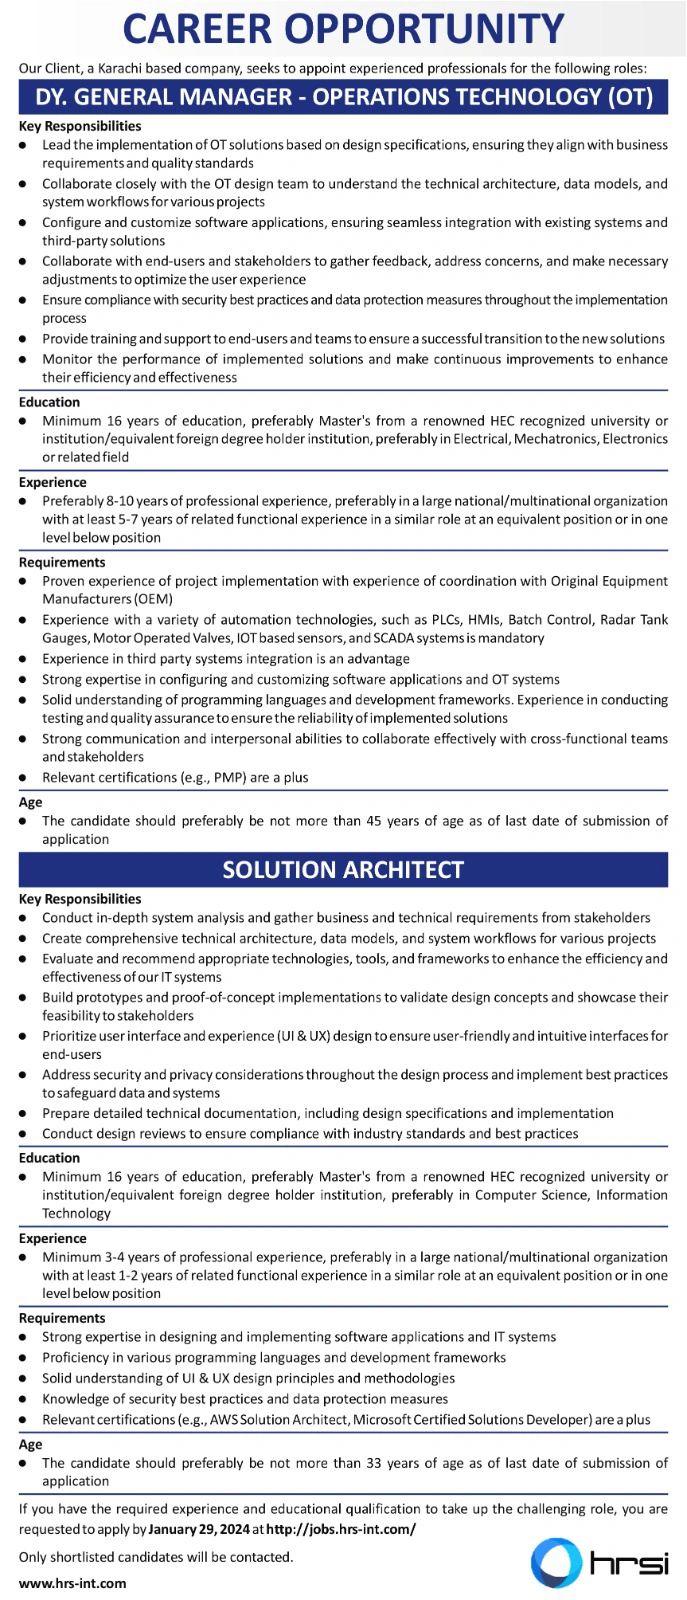 CAREER OPPORTUNITY
Our Client, a Karachi based company, seeks to appoint experienced professionals for the following roles:
DY. GENERAL MANAGER - OPERATIONS TECHNOLOGY (OT)
Key Responsibilities
● Lead the implementation of OT solutions based on design specifications, ensuring they align with business
requirements and quality standards
● Collaborate closely with the OT design team to understand the technical architecture, data models, and
system workflows for various projects
● Configure and customize software applications, ensuring seamless integration with existing systems and
third-party solutions
● Collaborate with end-users and stakeholders to gather feedback, address concerns, and make necessary
adjustments to optimize the user experience
● Ensure compliance with security best practices and data protection measures throughout the implementation
process
● Provide training and support to end-users and teams to ensure a successful transition to the new solutions
● Monitor the performance of implemented solutions and make continuous improvements to enhance
their efficiency and effectiveness
Education
● Minimum 16 years of education, preferably Master's from a renowned HEC recognized university or
institution/equivalent foreign degree holder institution, preferably in Electrical, Mechatronics, Electronics
or related field
Experience
● Preferably 8-10 years of professional experience, preferably in a large national/multinational organization
with at least 5-7 years of related functional experience in a similar role at an equivalent position or in one
level below position
Requirements
● Proven experience of project implementation with experience of coordination with Original Equipment
Manufacturers (OEM)
● Experience with a variety of automation technologies, such as PLCs, HMIs, Batch Control, Radar Tank
Gauges, Motor Operated Valves, IOT based sensors, and SCADA systems is mandatory
● Experience in third party systems integration is an advantage
● Strong expertise in configuring and customizing software applications and OT systems
● Solid understanding of programming languages and development frameworks. Experience in conducting
testing and quality assurance to ensure the reliability of implemented solutions
● Strong communication and interpersonal abilities to collaborate effectively with cross-functional teams
and stakeholders
● Relevant certifications (e.g., PMP) are a plus
Age
● The candidate should preferably be not more than 45 years of age as of last date of submission of
application
SOLUTION ARCHITECT
Key Responsibilities
● Conduct in-depth system analysis and gather business and technical requirements from stakeholders
● Create comprehensive technical architecture, data models, and system workflows for various projects
● Evaluate and recommend appropriate technologies, tools, and frameworks to enhance the efficiency and
effectiveness of our IT systems
● Build prototypes and proof-of-concept implementations to validate design concepts and showcase their
feasibility to stakeholders
● Prioritize user interface and experience (UI & UX) design to ensure user-friendly and intuitive interfaces for
end-users
● Address security and privacy considerations throughout the design process and implement best practices
to safeguard data and systems
● Prepare detailed technical documentation, including design specifications and implementation
● Conduct design reviews to ensure compliance with industry standards and best practices
Education
● Minimum 16 years of education, preferably Master's from a renowned HEC recognized university or
institution/equivalent foreign degree holder institution, preferably in Computer Science, Information
Technology
Experience
● Minimum 3-4 years of professional experience, preferably in a large national/multinational organization
with at least 1-2 years of related functional experience in a similar role at an equivalent position or in one
level below position
Requirements
● Strong expertise in designing and implementing software applications and IT systems
● Proficiency in various programming languages and development frameworks
● Solid understanding of UI & UX design principles and methodologies
● Knowledge of security best practices and data protection measures
● Relevant certifications (e.g., AWS Solution Architect, Microsoft Certified Solutions Developer) are a plus
Age
● The candidate should preferably be not more than 33 years of age as of last date of submission of
application
If you have the required experience and educational qualification to take up the challenging role, you are
requested to apply by January 29, 2024 at http://jobs.hrs-int.com/
Only shortlisted candidates will be contacted.
www.hrs-int.com
hrsi